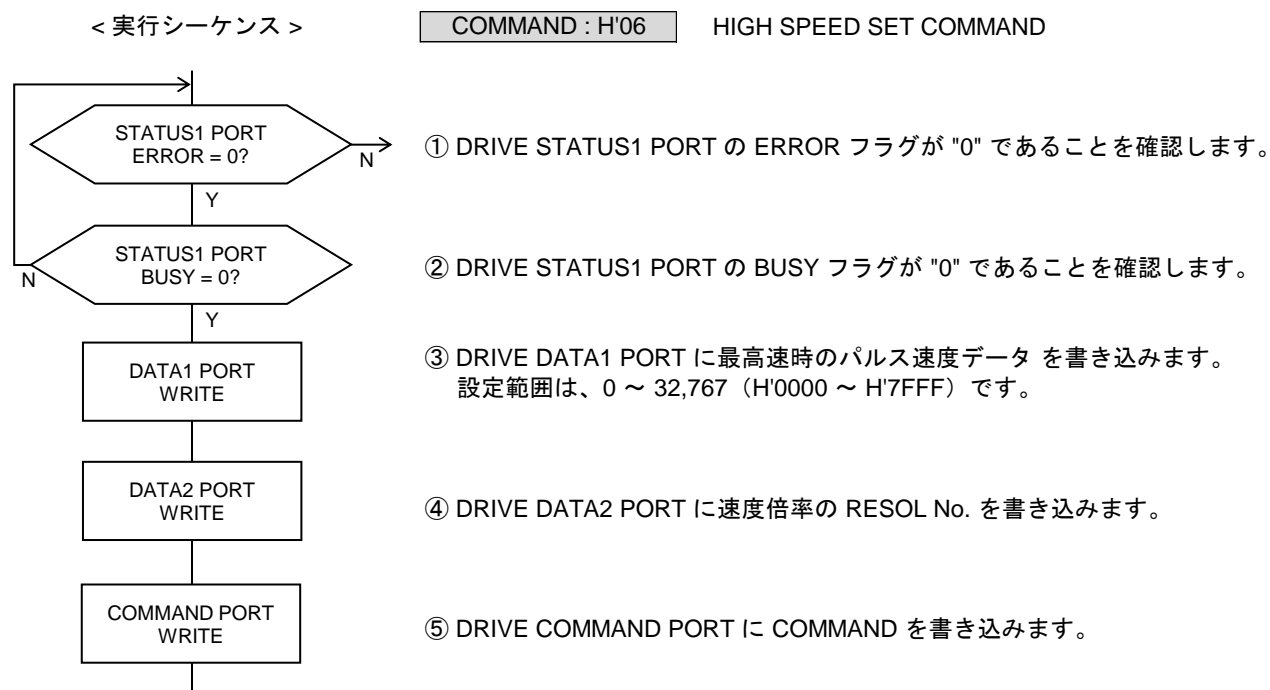 < 実行シーケンス >
COMMAND : H'06
HIGH SPEED SET COMMAND
STATUS1 PORT
ERROR = 0?
N
① DRIVE STATUS1 PORT の ERROR フラグが "0" であることを確認します。
Y
STATUS1 PORT
BUSY = 0?
N
② DRIVE STATUS1 PORT の BUSY フラグが "0" であることを確認します。
Y
DATA1 PORT
WRITE
③ DRIVE DATA1 PORT に最高速時のパルス速度データ を書き込みます。
設定範囲は、0 ～ 32,767（H'0000 ～ H'7FFF）です。
DATA2 PORT
WRITE
④ DRIVE DATA2 PORT に速度倍率の RESOL No. を書き込みます。
COMMAND PORT
WRITE
⑤ DRIVE COMMAND PORT に COMMAND を書き込みます。